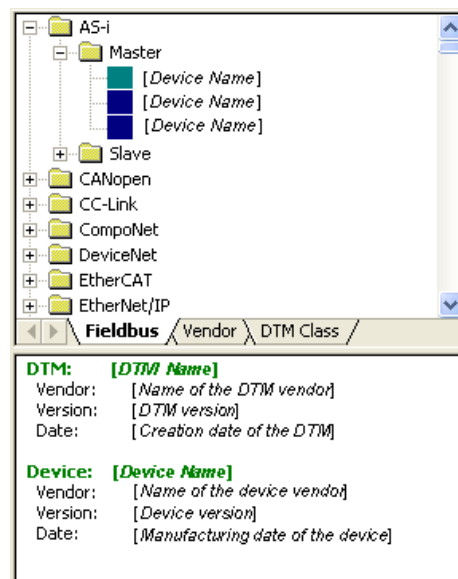 AS-i
Master
[Device Name]
[Device Name]
[Device Name]
Slave
CANopen
CC-Link
CompoNet
DeviceNet
EtherCAT
EtherNet/IP
Fieldbus Vendor DTM Class
DTM: [DTM Name]
Vendor: [Name of the DTM vendor]
Version: [DTM version]
Date: [Creation date of the DTM]
Device: [Device Name]
Vendor: [Name of the device vendor]
Version: [Device version]
Date: [Manufacturing date of the device]